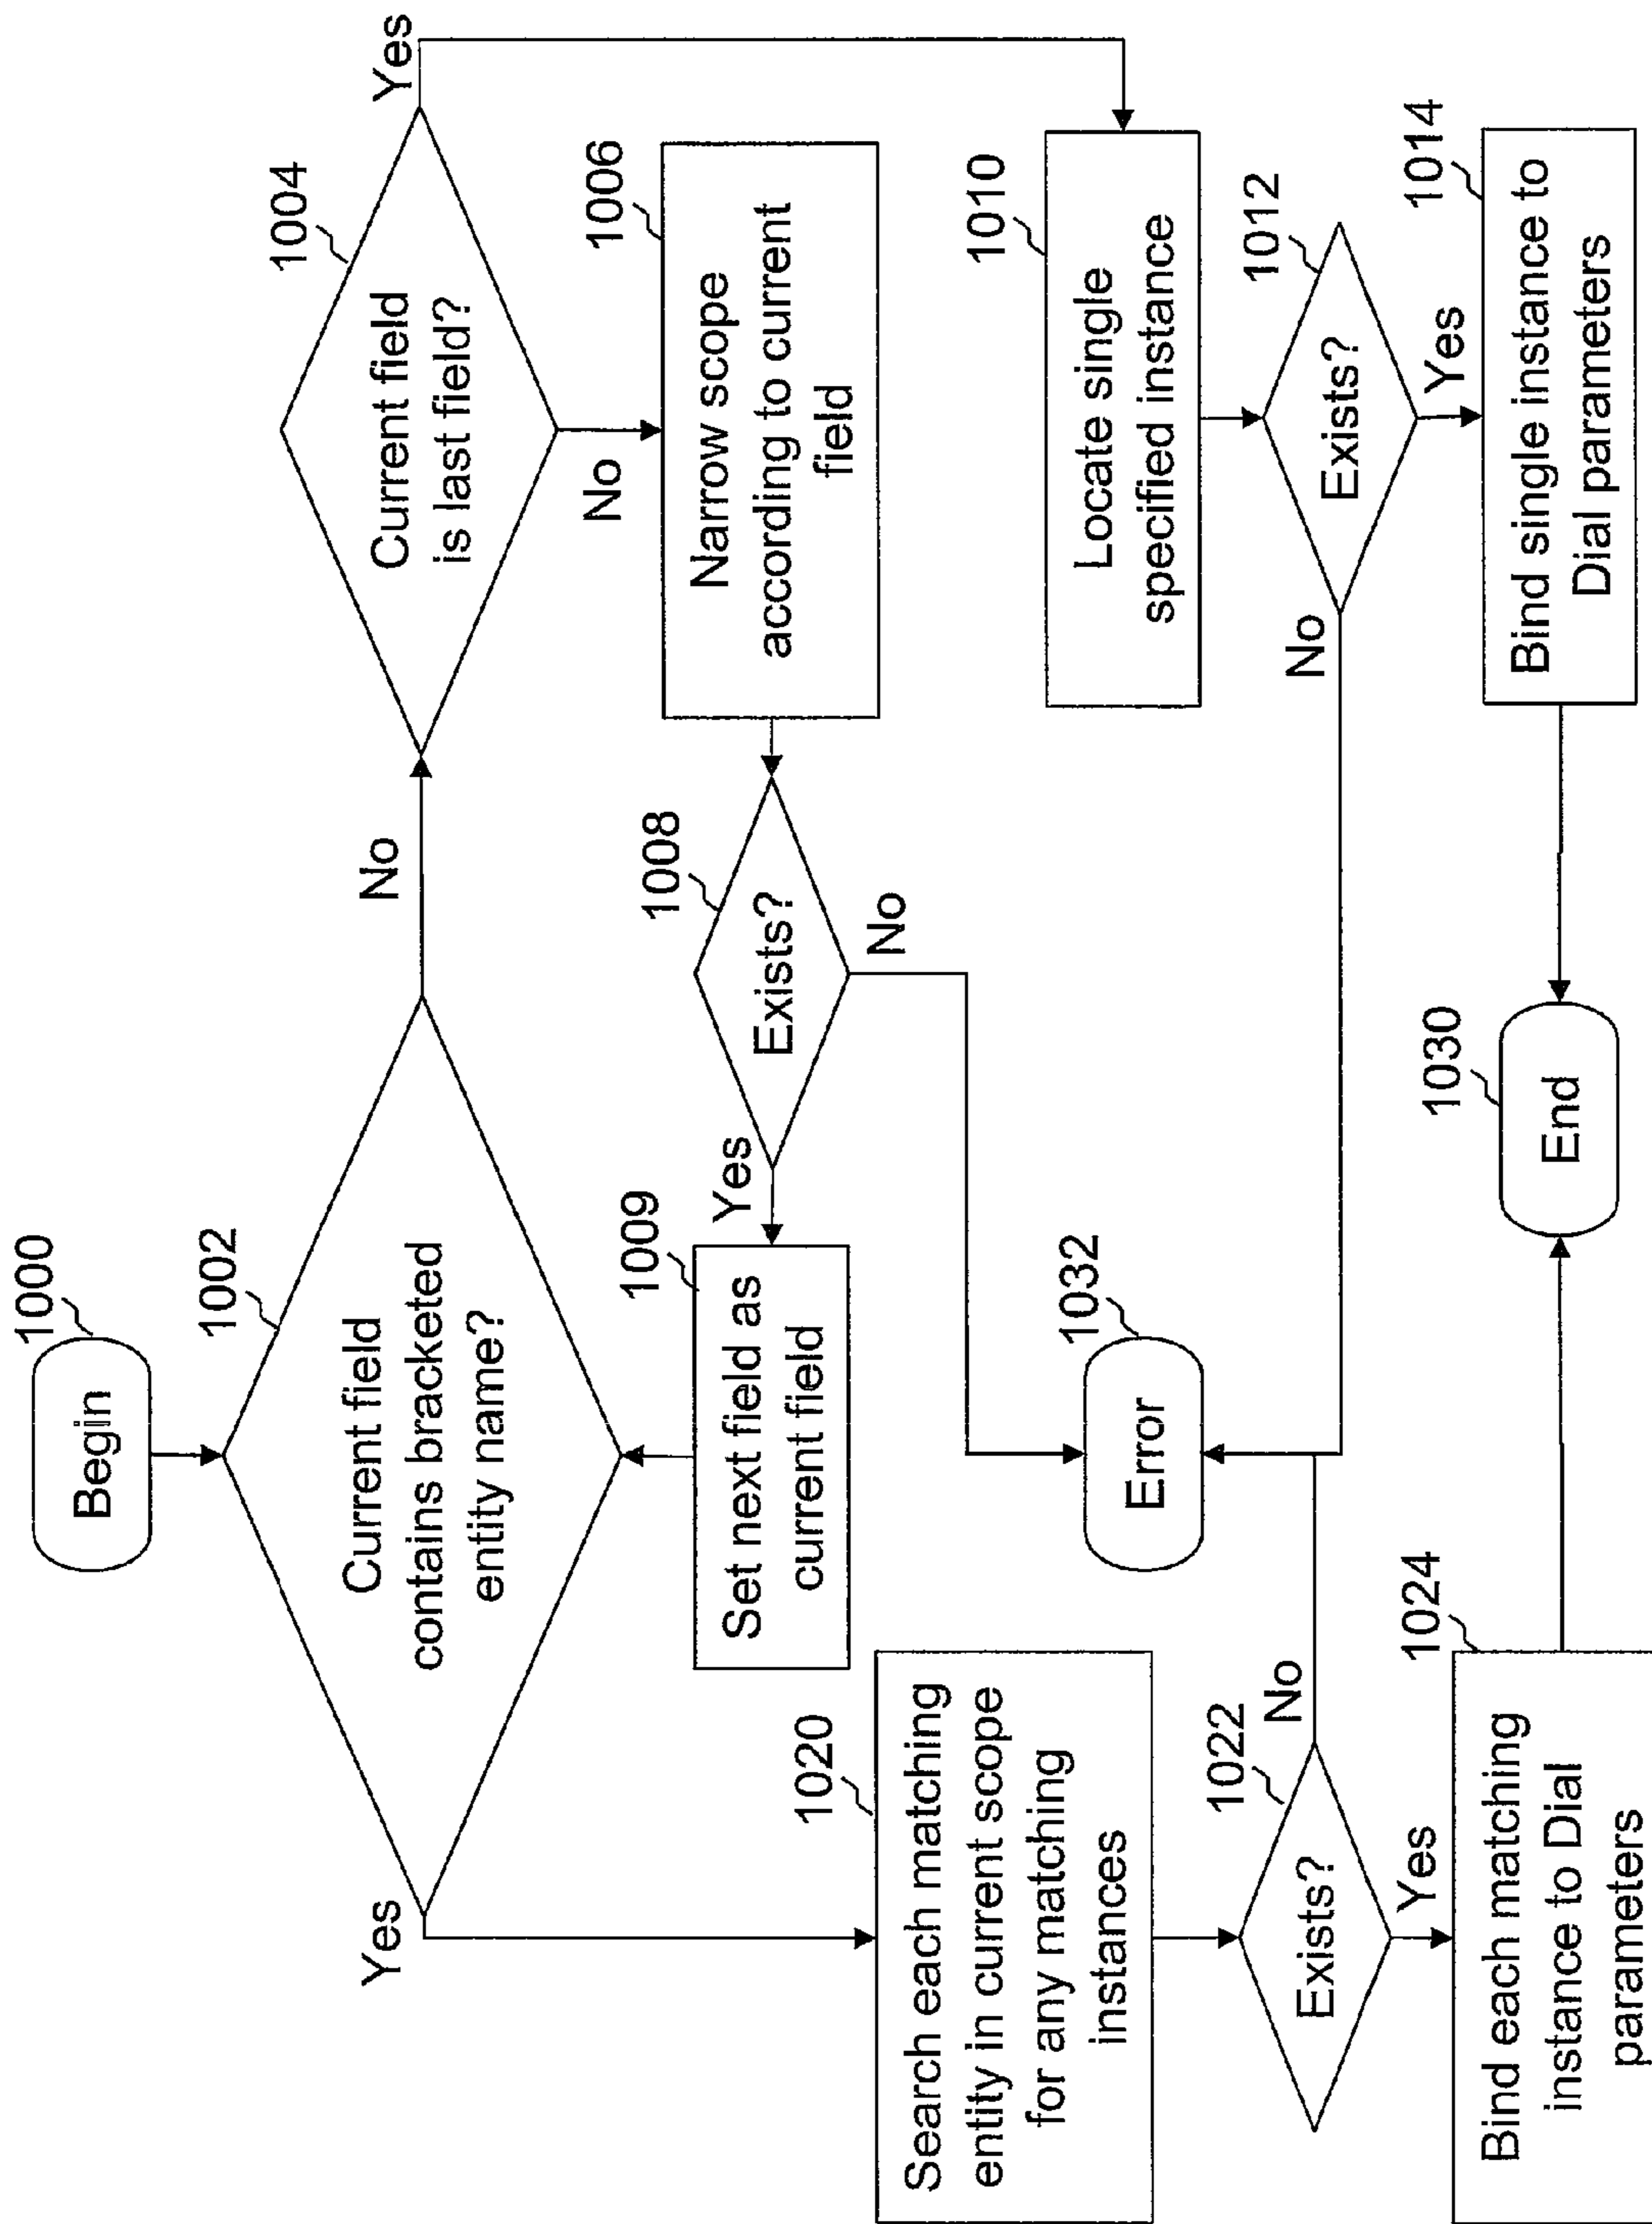 1000
Begin
1002
Current field
contains bracketed
entity name?
Yes
No
1004
Current field
is last field?
Yes
No
1006
Narrow scope
according to current
field
1008
Exists?
Yes
No
1009
Set next field as
current field
1010
Locate single
specified instance
1012
Exists?
No
Yes
1014
Bind single instance to
Dial parameters
1020
Search each matching
entity in current scope
for any matching
instances
1022
Exists?
No
Yes
1024
Bind each matching
instance to Dial
parameters
1030
End
1032
Error